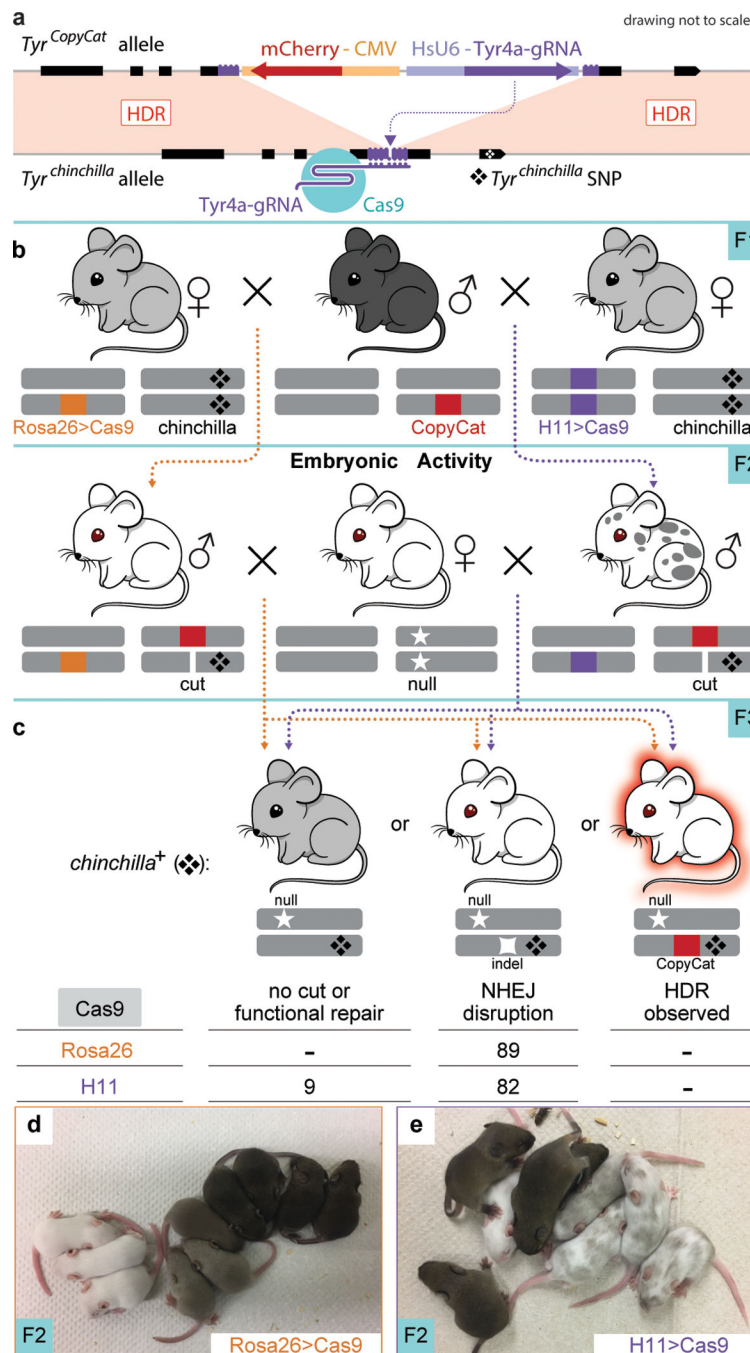 a
drawing not to scale
Tyr CopyCat allele
mCherry - CMV HsU6 - Tyr4a-gRNA
HDR HDR
Tyr chinchilla allele
Tyr chinchilla SNP
Tyr4a-gRNA Cas9
b
F1
♀ × ♂ × ♀
Rosa26>Cas9 chinchilla CopyCat H11>Cas9 chinchilla
Embryonic Activity
F2
♂ × ♀ × ♂
cut null cut
F3
c
or or
chinchilla+ ( ):
null null null
indel CopyCat
Cas9
no cut or functional repair
NHEJ disruption
HDR observed
Rosa26 - 89 -
H11 9 82 -
d
e
F2 Rosa26>Cas9
F2 H11>Cas9